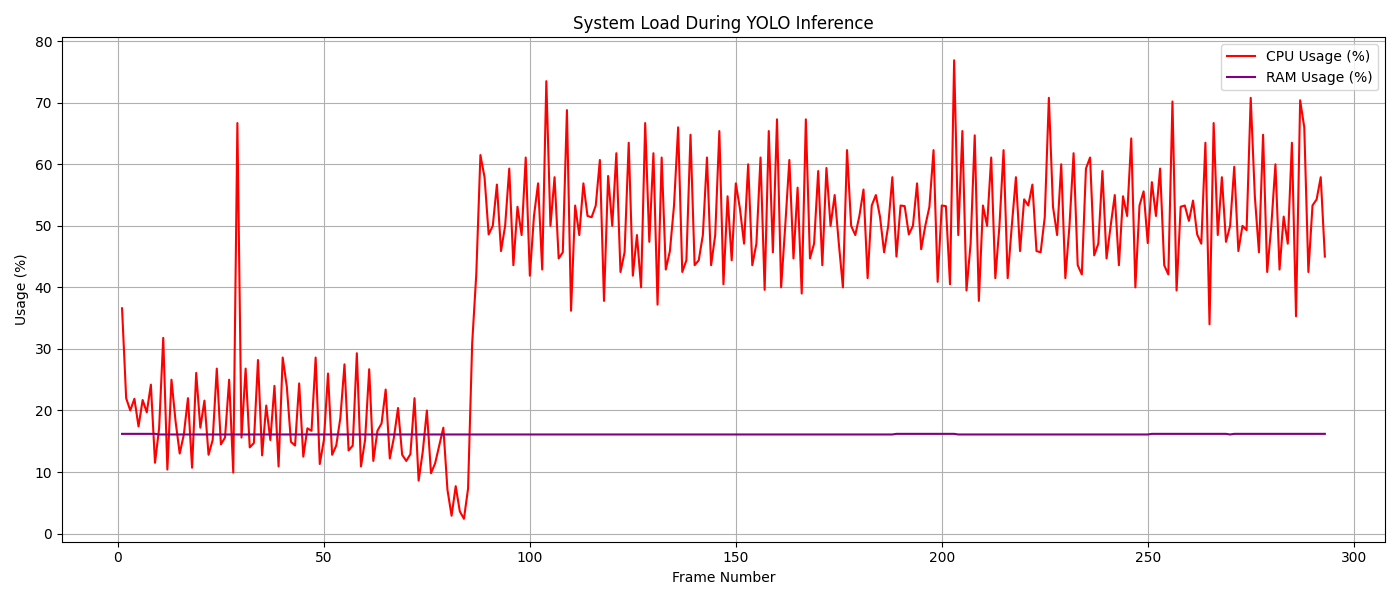 System Load During YOLO Inference
CPU Usage (%)
RAM Usage (%)
Usage (%)
80
70
60
50
40
30
20
10
0
0 50 100 150 200 250 300
Frame Number